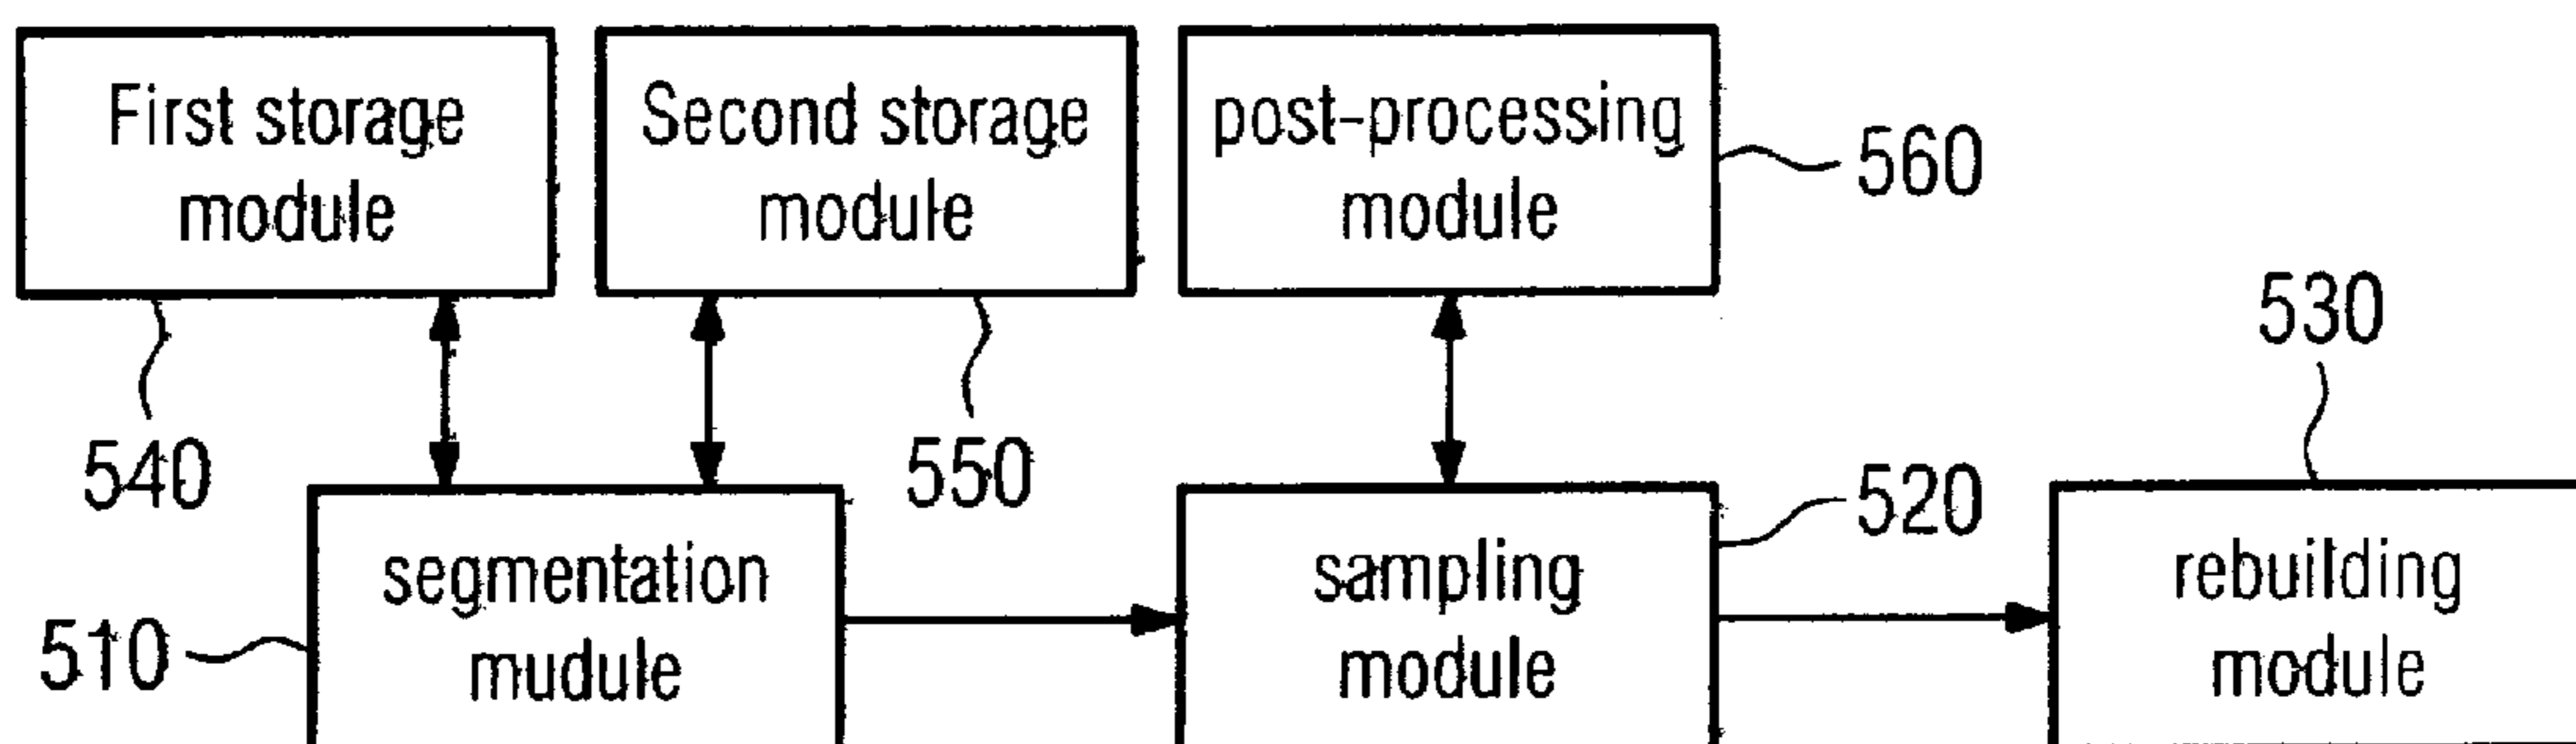 First storage
module
Second storage
module
post-processing
module
560
530
540
550
520
segmentation
mudule
510
sampling
module
rebuilding
module